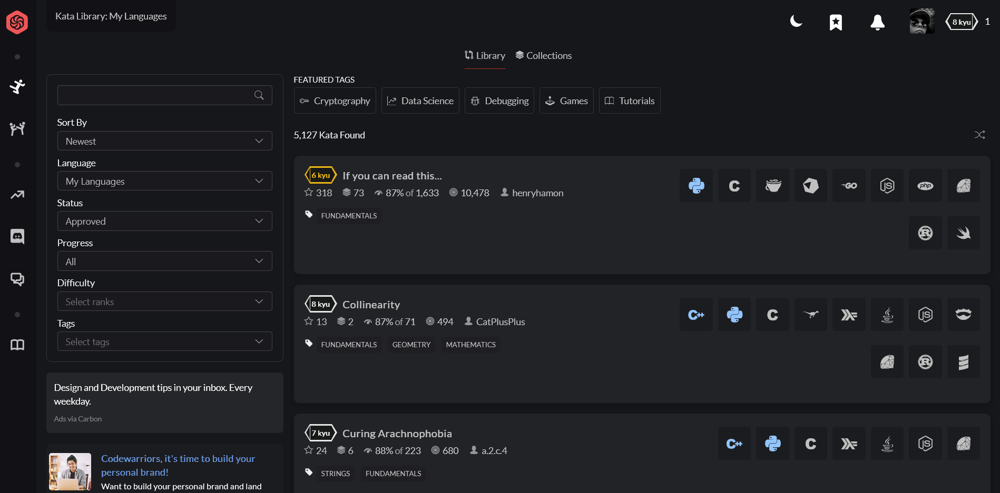 Kata Library: My Languages
8 kyu 1
Library Collections
Sort By
Newest
Language
My Languages
Status
Approved
Progress
All
Difficulty
Select ranks
Tags
Select tags
Design and Development tips in your inbox. Every
weekday.
Ads via Carbon
Codewarriors, it's time to build your
personal brand!
Want to build your personal brand and land
FEATURED TAGS
Cryptography Data Science Debugging Games Tutorials
5,127 Kata Found
6 kyu If you can read this...
318 73 87% of 1,633 10,478 henryhamon
C GO JS php
FUNDAMENTALS
R
8 kyu Collinearity
13 2 87% of 71 494 CatPlusPlus
C++ C JS
FUNDAMENTALS GEOMETRY MATHEMATICS
R
7 kyu Curing Arachnophobia
24 6 88% of 223 680 a.2.c.4
C++ C JS
STRINGS FUNDAMENTALS